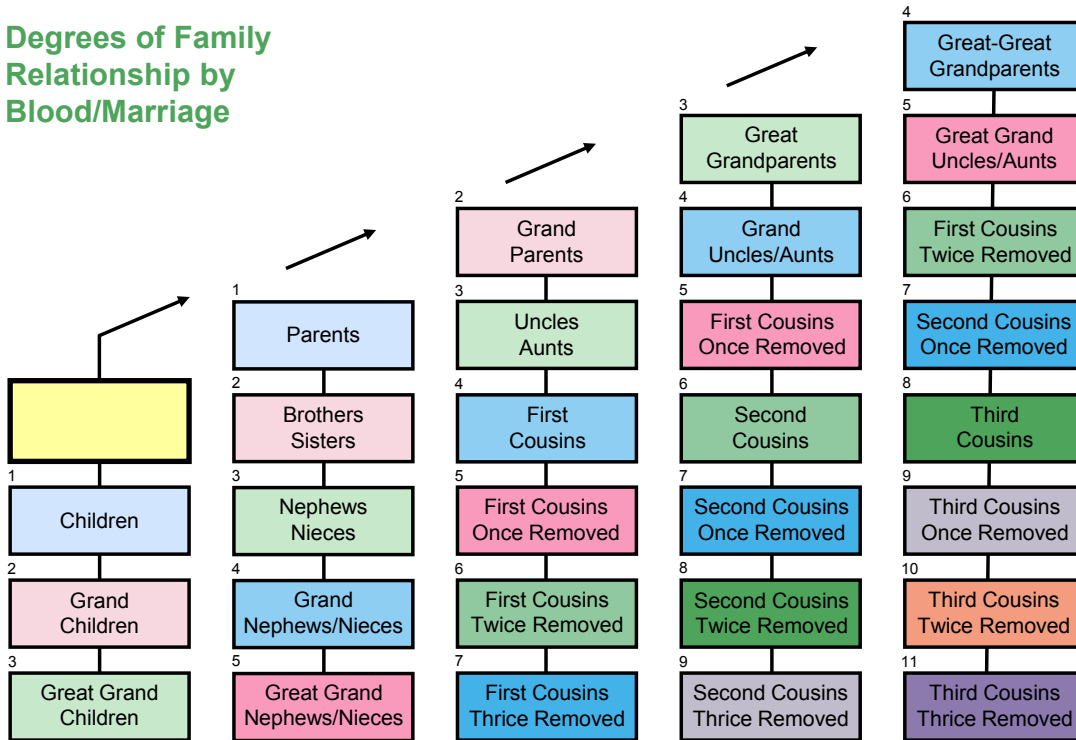 Degrees of Family
Relationship by
Blood/Marriage
1
Children
2
Grand
Children
3
Great Grand
Children
1
Parents
2
Brothers
Sisters
3
Nephews
Nieces
4
Grand
Nephews/Nieces
5
Great Grand
Nephews/Nieces
2
Grand
Parents
3
Uncles
Aunts
4
First
Cousins
5
First Cousins
Once Removed
6
First Cousins
Twice Removed
7
First Cousins
Thrice Removed
3
Great
Grandparents
4
Grand
Uncles/Aunts
5
First Cousins
Once Removed
6
Second
Cousins
7
Second Cousins
Once Removed
8
Second Cousins
Twice Removed
9
Second Cousins
Thrice Removed
4
Great-Great
Grandparents
5
Great Grand
Uncles/Aunts
6
First Cousins
Twice Removed
7
Second Cousins
Once Removed
8
Third
Cousins
9
Third Cousins
Once Removed
10
Third Cousins
Twice Removed
11
Third Cousins
Thrice Removed